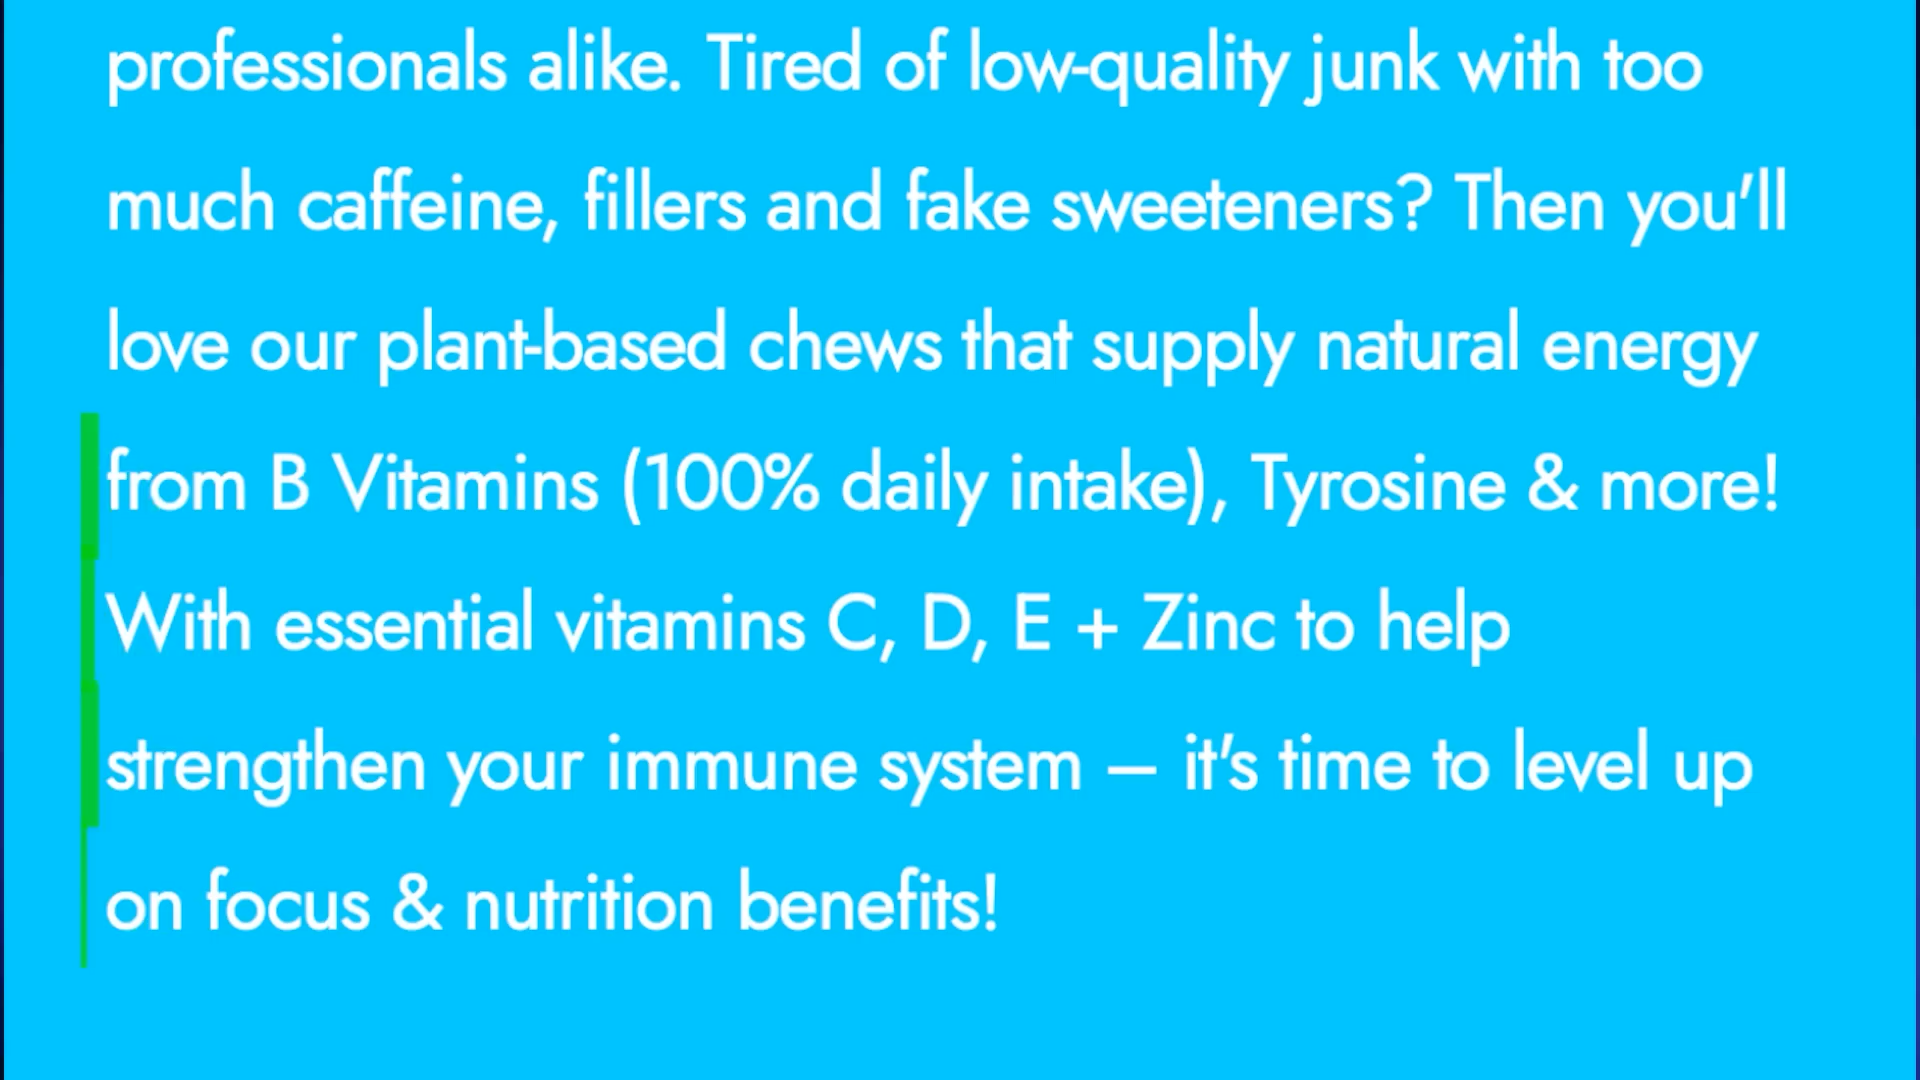 professionals alike. Tired of low-quality junk with too
much caffeine, fillers and fake sweeteners? Then you'll
love our plant-based chews that supply natural energy
from B Vitamins (100% daily intake), Tyrosine & more!
With essential vitamins C, D, E + Zinc to help
strengthen your immune system – it's time to level up
on focus & nutrition benefits!